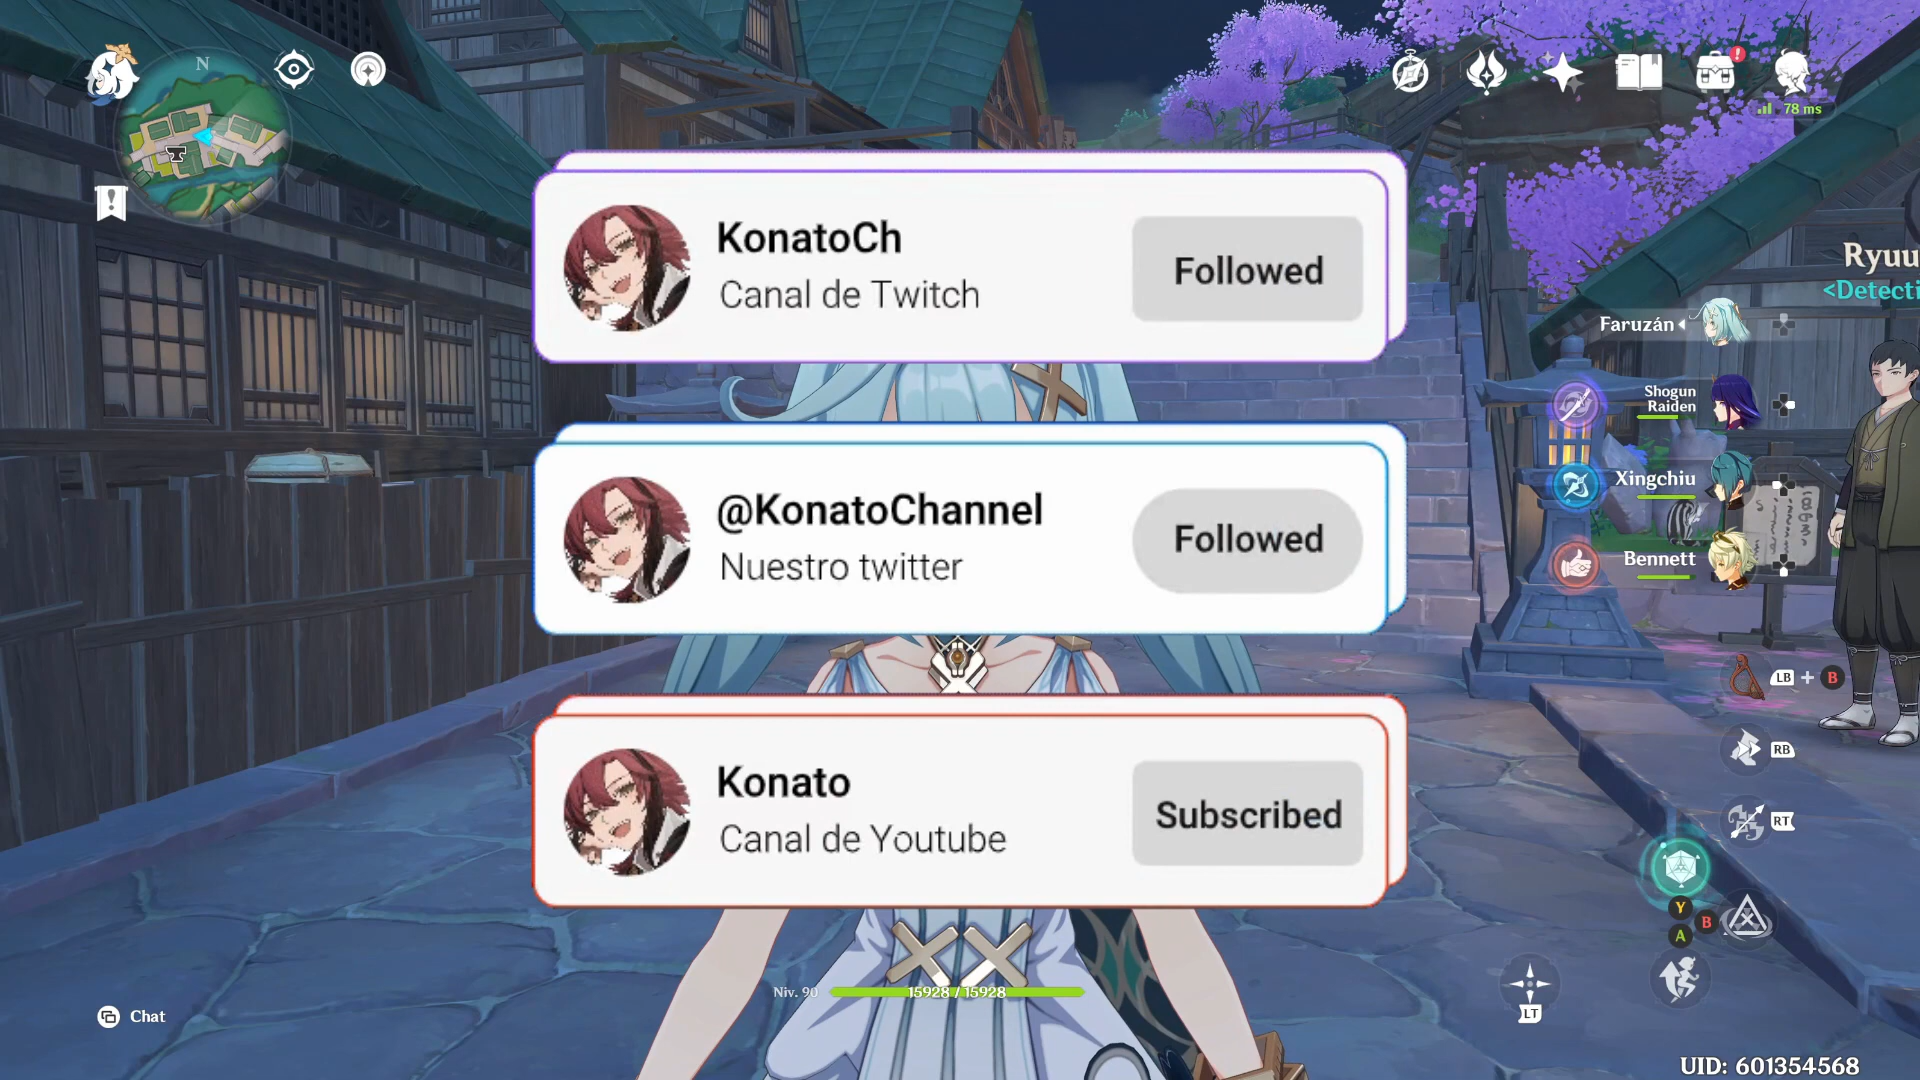 N
78 ms
KonatoCh
Canal de Twitch
Followed
Ryuu
<Detecti
Faruzán
Shogun
Raiden
@KonatoChannel
Nuestro twitter
Followed
Xingchiu
Bennett
LB + B
RB
Konato
Canal de Youtube
Subscribed
RT
Y
B
A
Niv. 90
15928 / 15928
LT
Chat
UID: 601354568